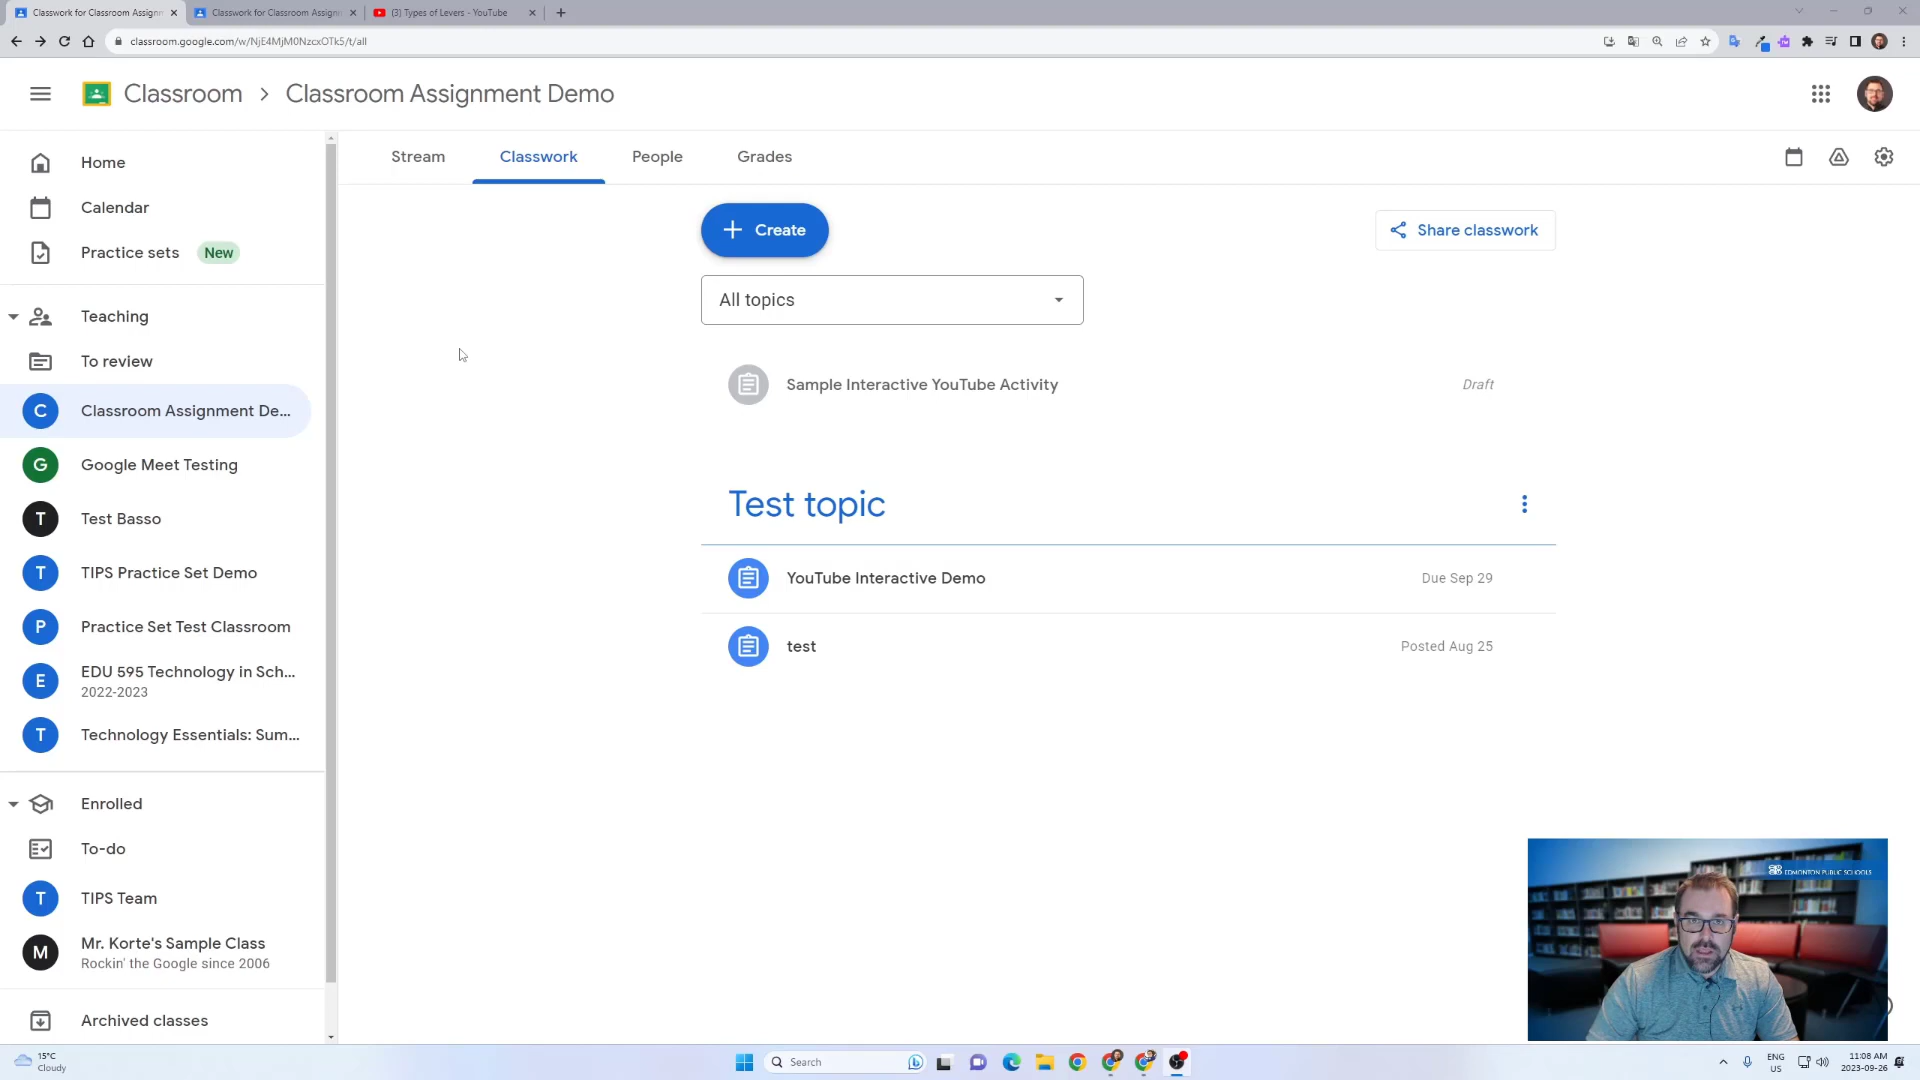 Classwork for Classroom Assignm
Classwork for Classroom Assignm
(3) Types of Levers - YouTube
classroom.google.com/w/NjE4MjM0NzcxOTk5/t/all
Classroom > Classroom Assignment Demo
Home
Calendar
Practice sets New
Teaching
To review
C Classroom Assignment De...
G Google Meet Testing
T Test Basso
T TIPS Practice Set Demo
P Practice Set Test Classroom
E EDU 595 Technology in Sch...
2022-2023
T Technology Essentials: Sum...
Enrolled
To-do
T TIPS Team
M Mr. Korte's Sample Class
Rockin' the Google since 2006
Archived classes
Stream Classwork People Grades
+ Create
Share classwork
All topics
Sample Interactive YouTube Activity Draft
Test topic
YouTube Interactive Demo Due Sep 29
test Posted Aug 25
EDMONTON PUBLIC SCHOOLS
15°C
Cloudy
Search
ENG
US
11:08 AM
2023-09-26